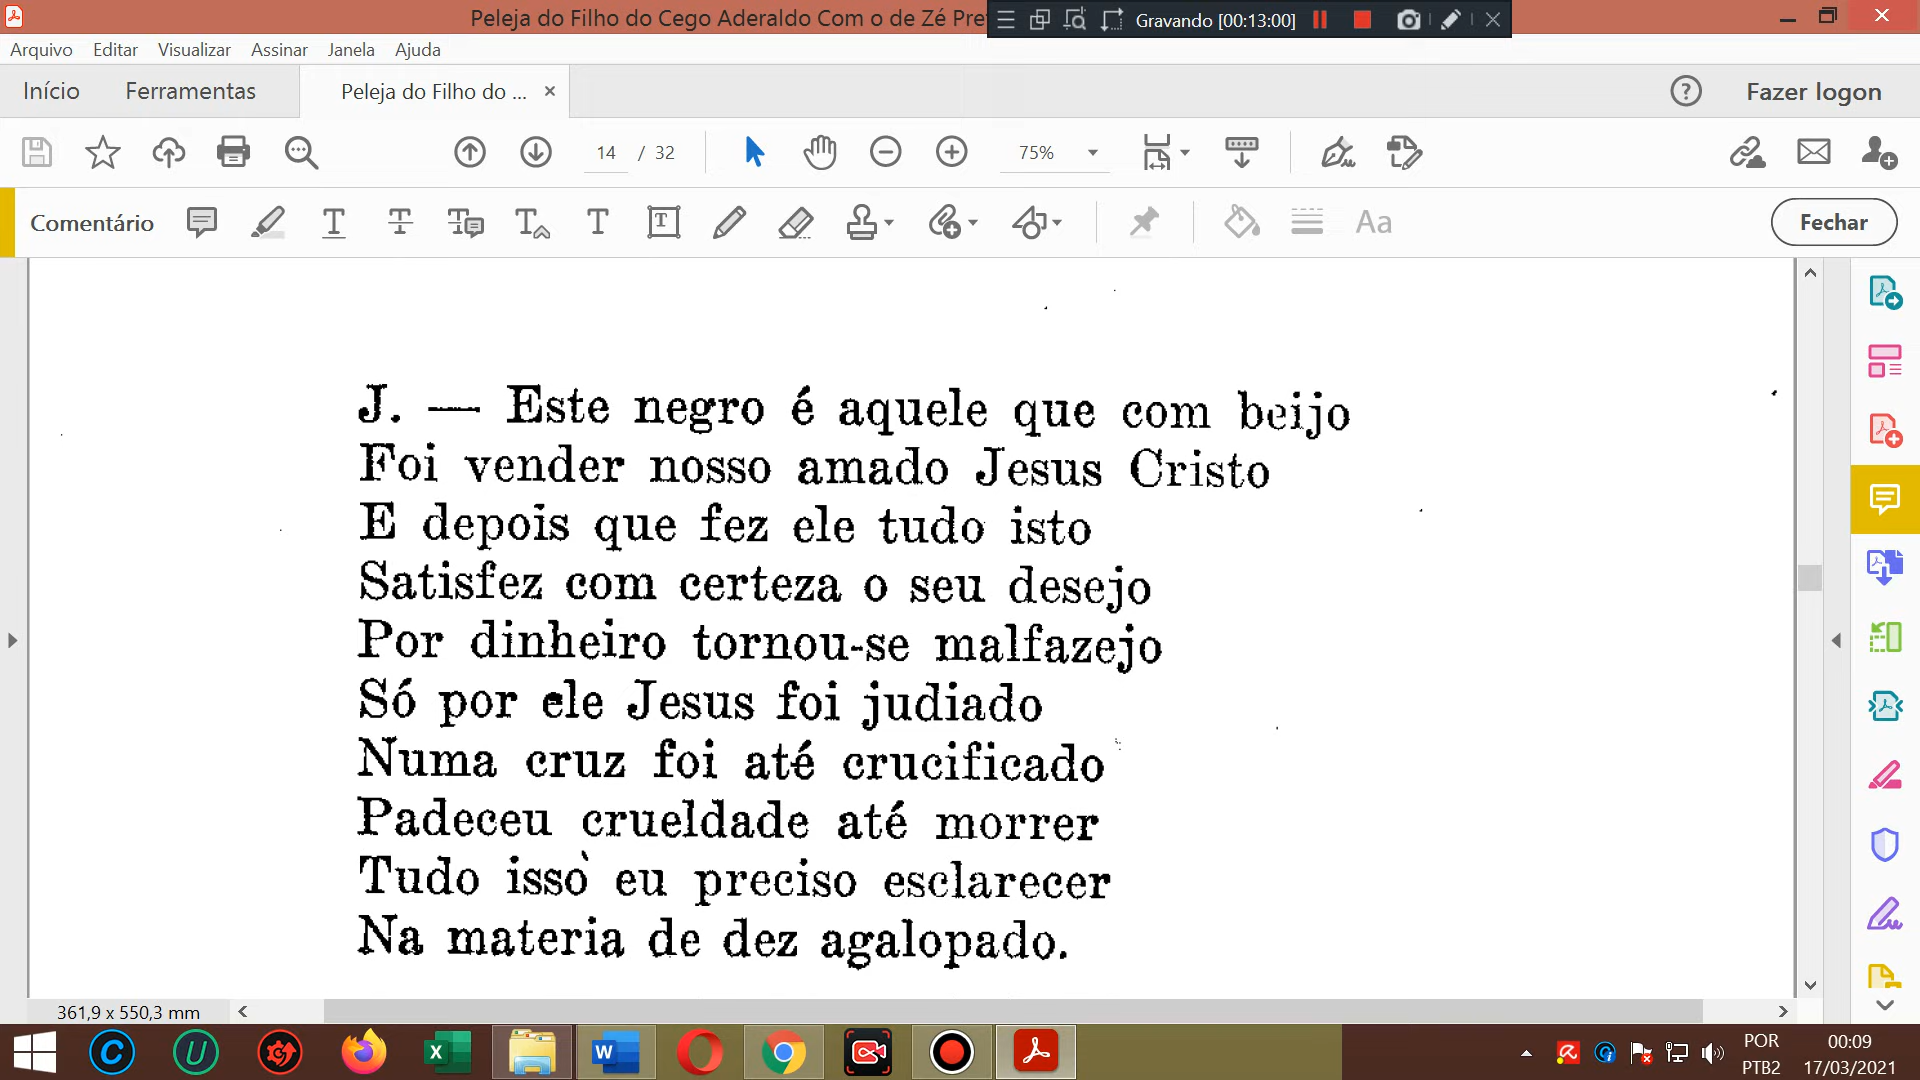 Peleja do Filho do Cego Aderaldo Com o de Zé Pre
Gravando [00:13:00]
Arquivo Editar Visualizar Assinar Janela Ajuda
Início Ferramentas Peleja do Filho do ... × Fazer logon
14 / 32 75%
Comentário Aa Fechar
J. — Este negro é aquele que com beijo
Foi vender nosso amado Jesus Cristo
E depois que fez ele tudo isto
Satisfez com certeza o seu desejo
Por dinheiro tornou-se malfazejo
Só por ele Jesus foi judiado
Numa cruz foi até crucificado
Padeceu crueldade até morrer
Tudo isso eu preciso esclarecer
Na materia de dez agalopado.
361,9 x 550,3 mm
POR 00:09
PTB2 17/03/2021